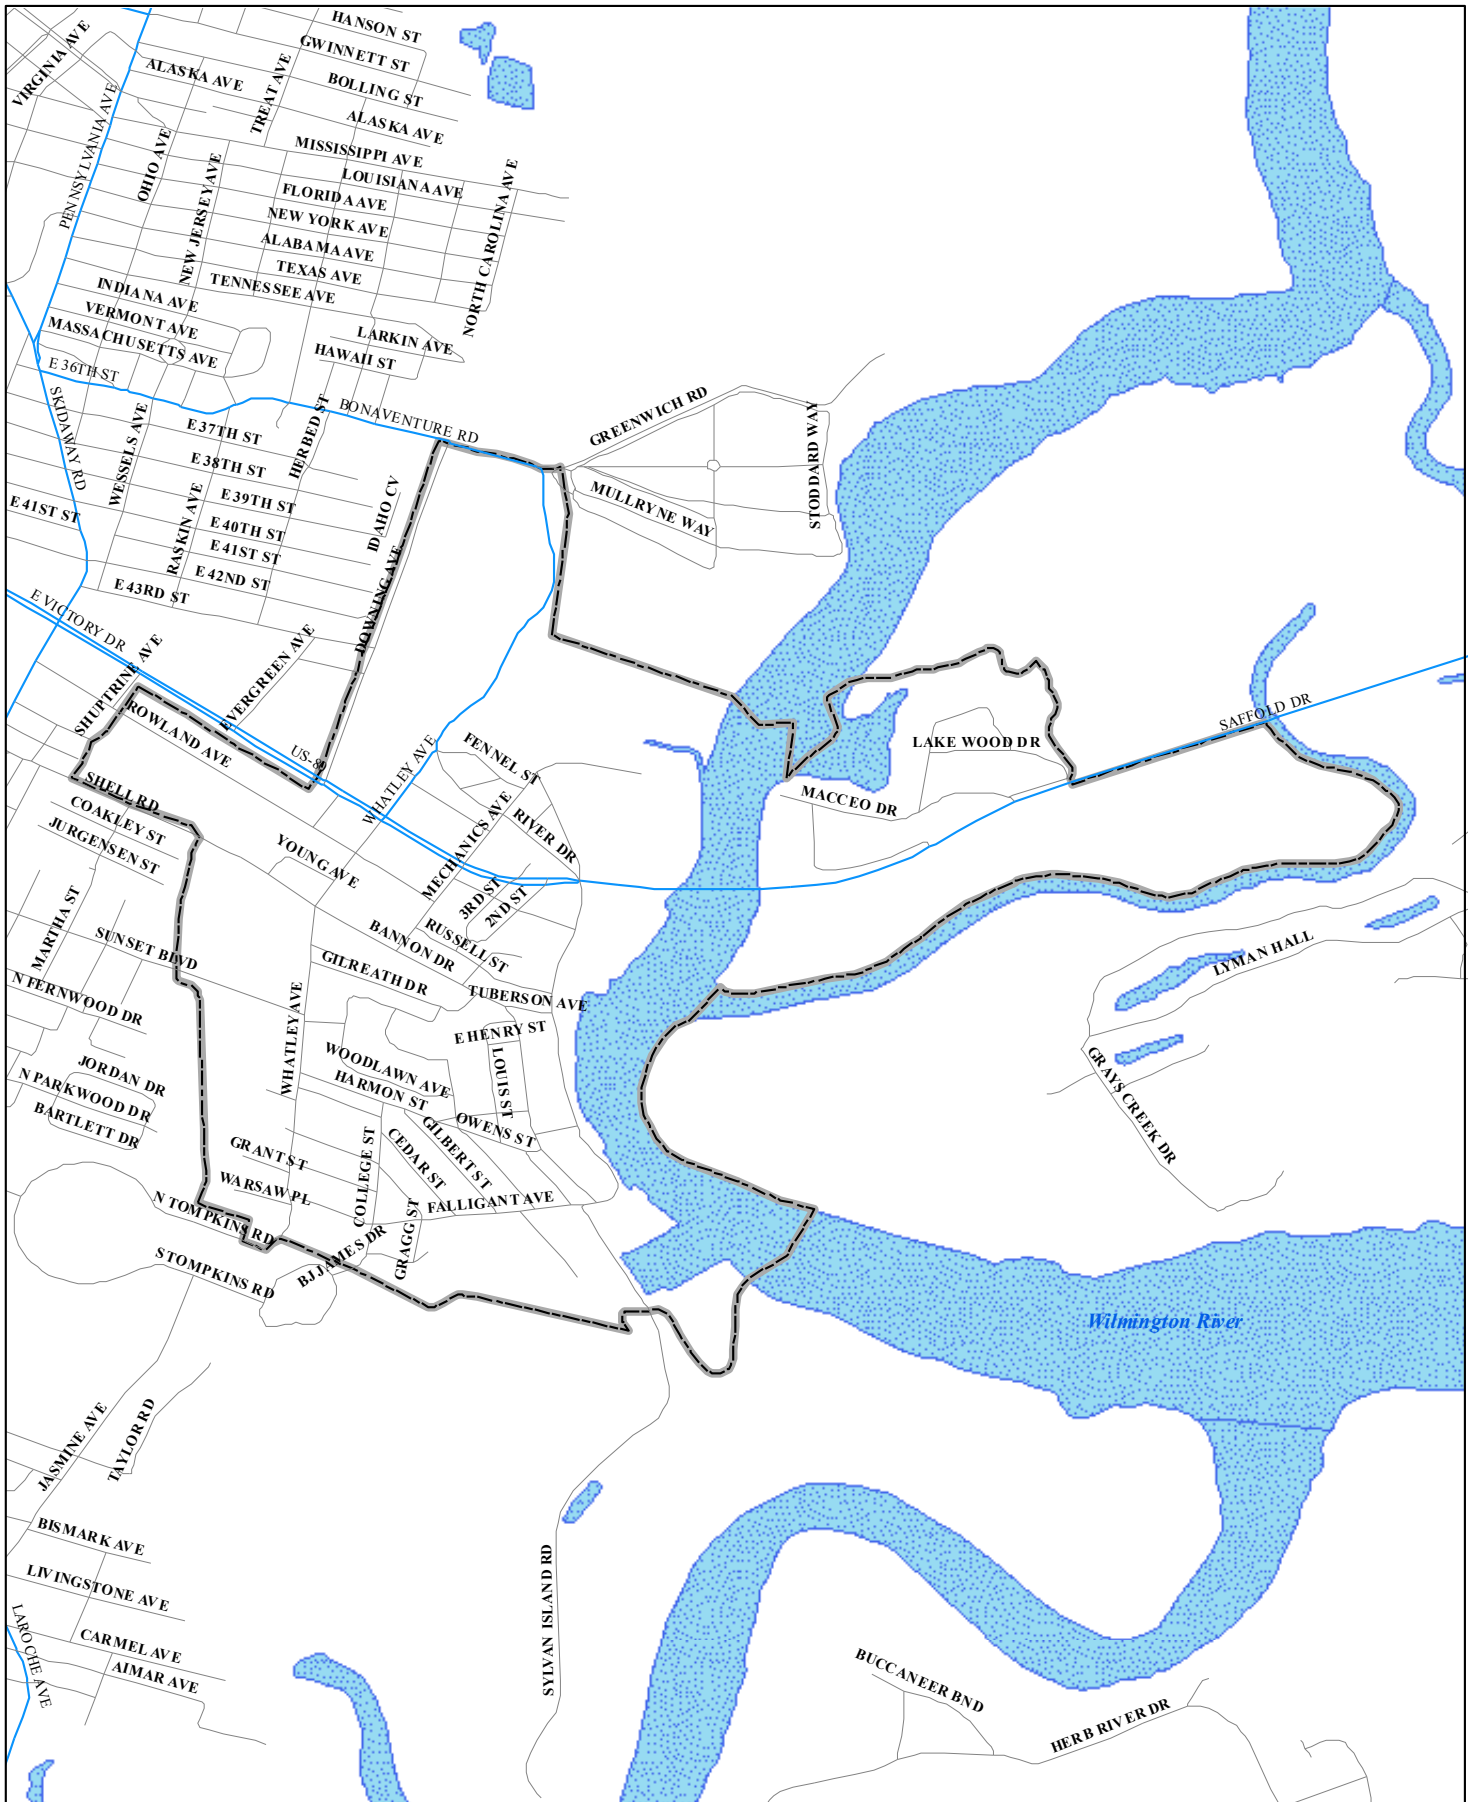 HANSON ST
VIRGINIA AVE
GWINNETT ST
ALASKA AVE
TREAT AVE
BOLLING ST
PENNSYLVANIA AVE
ALASKA AVE
OHIO AVE
MISSISSIPPI AVE
NEW JERSEY AVE
LOUISIANA AVE
NORTH CAROLINA AVE
FLORIDA AVE
NEW YORK AVE
ALABAMA AVE
TEXAS AVE
TENNESSEE AVE
INDIANA AVE
VERMONT AVE
MASSACHUSETTS AVE
LARKIN AVE
HAWAII ST
E 36TH ST
SKIDAWAY RD
WESSELS AVE
HERBED ST
BONAVENTURE RD
GREENWICH RD
STODDARD WAY
E 37TH ST
E 38TH ST
E 39TH ST
IDAHO CV
MULLRYNE WAY
E 41ST ST
RASKIN AVE
E 40TH ST
E 41ST ST
E 42ND ST
E 43RD ST
DOWNING AVE
E VICTORY DR
SHUPTRINE AVE
EVERGREEN AVE
ROWLAND AVE
US-80
WHATLEY AVE
FENNEL ST
LAKE WOOD DR
SAFFOLD DR
MACCEO DR
SHELL RD
COAKLEY ST
JURGENSEN ST
YOUNG AVE
MECHANICS AVE
RIVER DR
3RD ST
2ND ST
MARTHA ST
SUNSET BLVD
BANNON DR
RUSSELL ST
GILREATH DR
TUBERSON AVE
LYMAN HALL
N FERNWOOD DR
WHATLEY AVE
E HENRY ST
LOUIS ST
GRAYS CREEK DR
JORDAN DR
N PARKWOOD DR
BARTLETT DR
WOODLAWN AVE
HARMON ST
OWENS ST
GILBERT ST
CEDAR ST
COLLEGE ST
GRANT ST
WARSAW PL
FALLIGANT AVE
GRAGG ST
N TOMPKINS RD
BJ JAMES DR
S TOMPKINS RD
Wilmington River
JASMINE AVE
TAYLOR RD
BISMARK AVE
LIVINGSTONE AVE
SYLVAN ISLAND RD
LAROCHE AVE
CARMEL AVE
AIMAR AVE
BUCCANEER BND
HERB RIVER DR